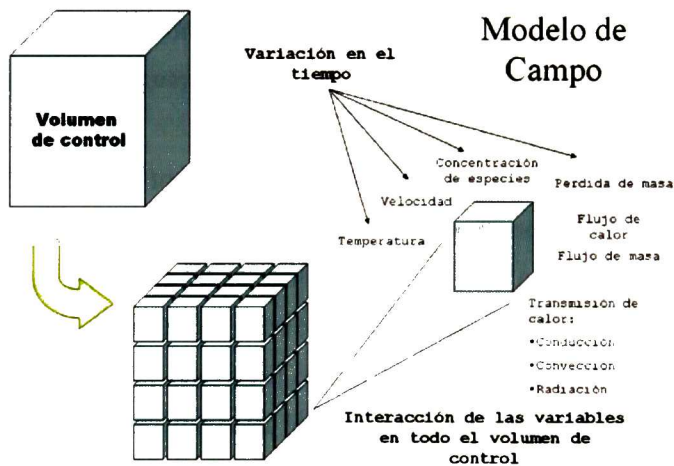 Modelo de
Campo
Variación en el
tiempo
Volumen
de control
Concentración
de especies
Perdida de masa
Velocidad
Flujo de
calor
Temperatura
Flujo de masa
Transmisión de
calor:
•Conducción
•Convección
•Radiación
Interacción de las variables
en todo el volumen de
control